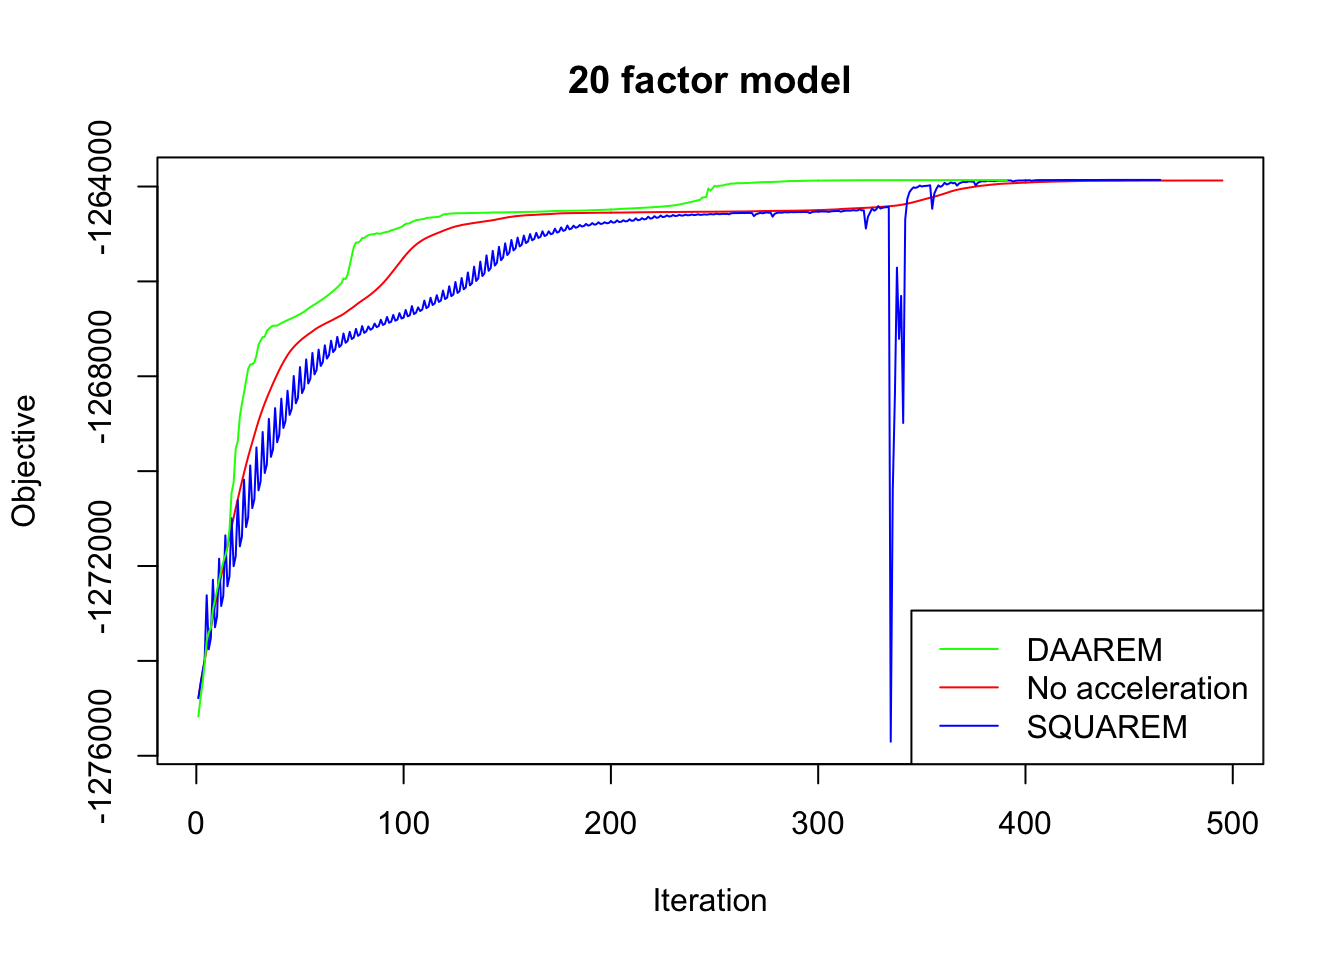 20 factor model
Objective
-1264000
-1268000
-1272000
-1276000
DAAREM
No acceleration
SQUAREM
0 100 200 300 400 500
Iteration